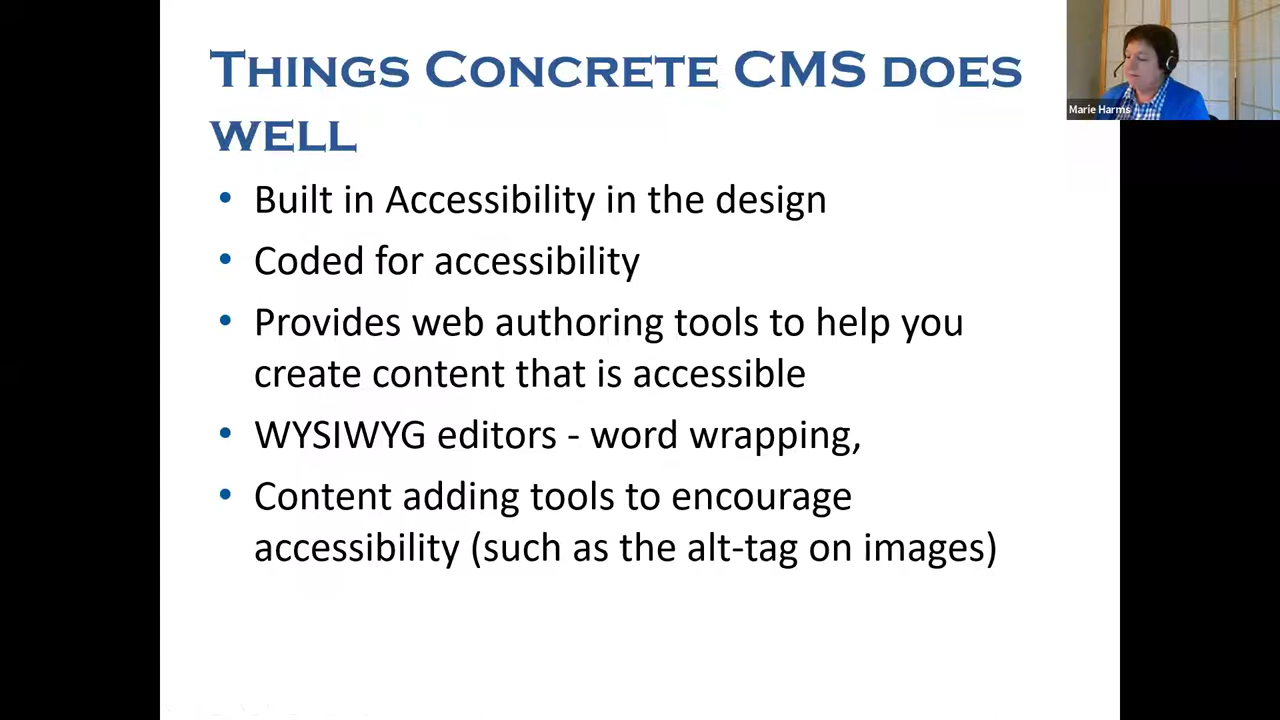 Things Concrete CMS does
well
• Built in Accessibility in the design
• Coded for accessibility
• Provides web authoring tools to help you
create content that is accessible
• WYSIWYG editors - word wrapping,
• Content adding tools to encourage
accessibility (such as the alt-tag on images)
Marie Harms